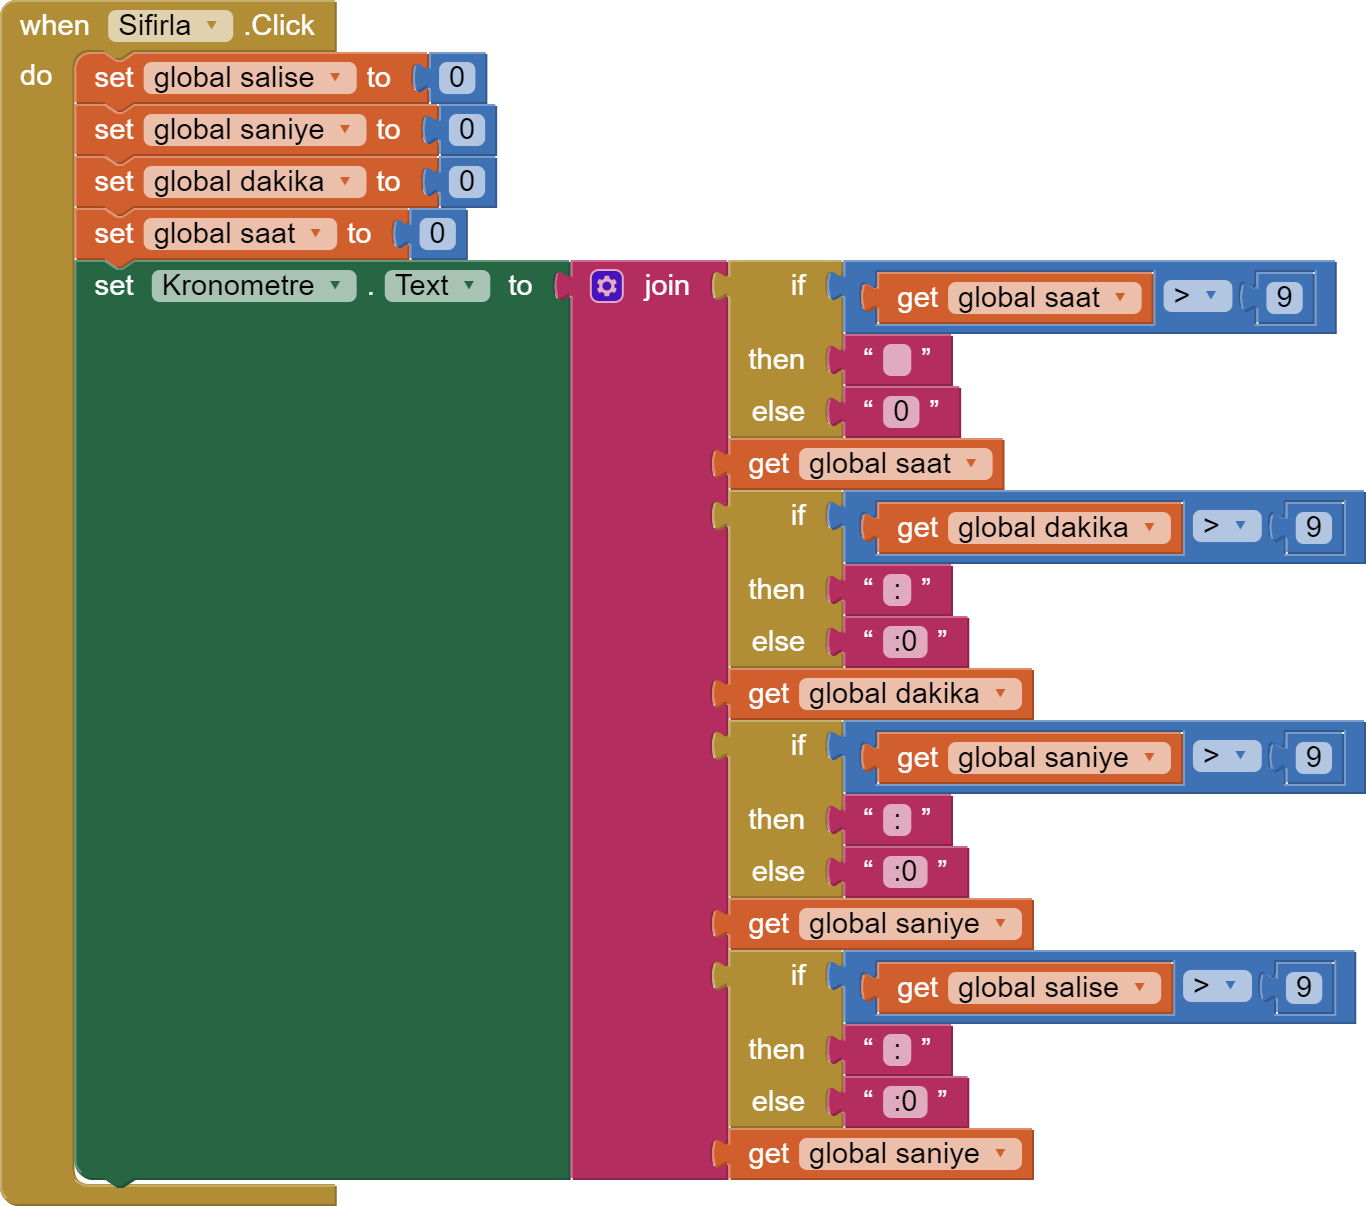 when Sifirla .Click
do set global salise to 0
set global saniye to 0
set global dakika to 0
set global saat to 0
set Kronometre . Text to join if get global saat > 9
then “ ”
else “ 0 ”
get global saat
if get global dakika > 9
then “ : ”
else “ :0 ”
get global dakika
if get global saniye > 9
then “ : ”
else “ :0 ”
get global saniye
if get global salise > 9
then “ : ”
else “ :0 ”
get global saniye